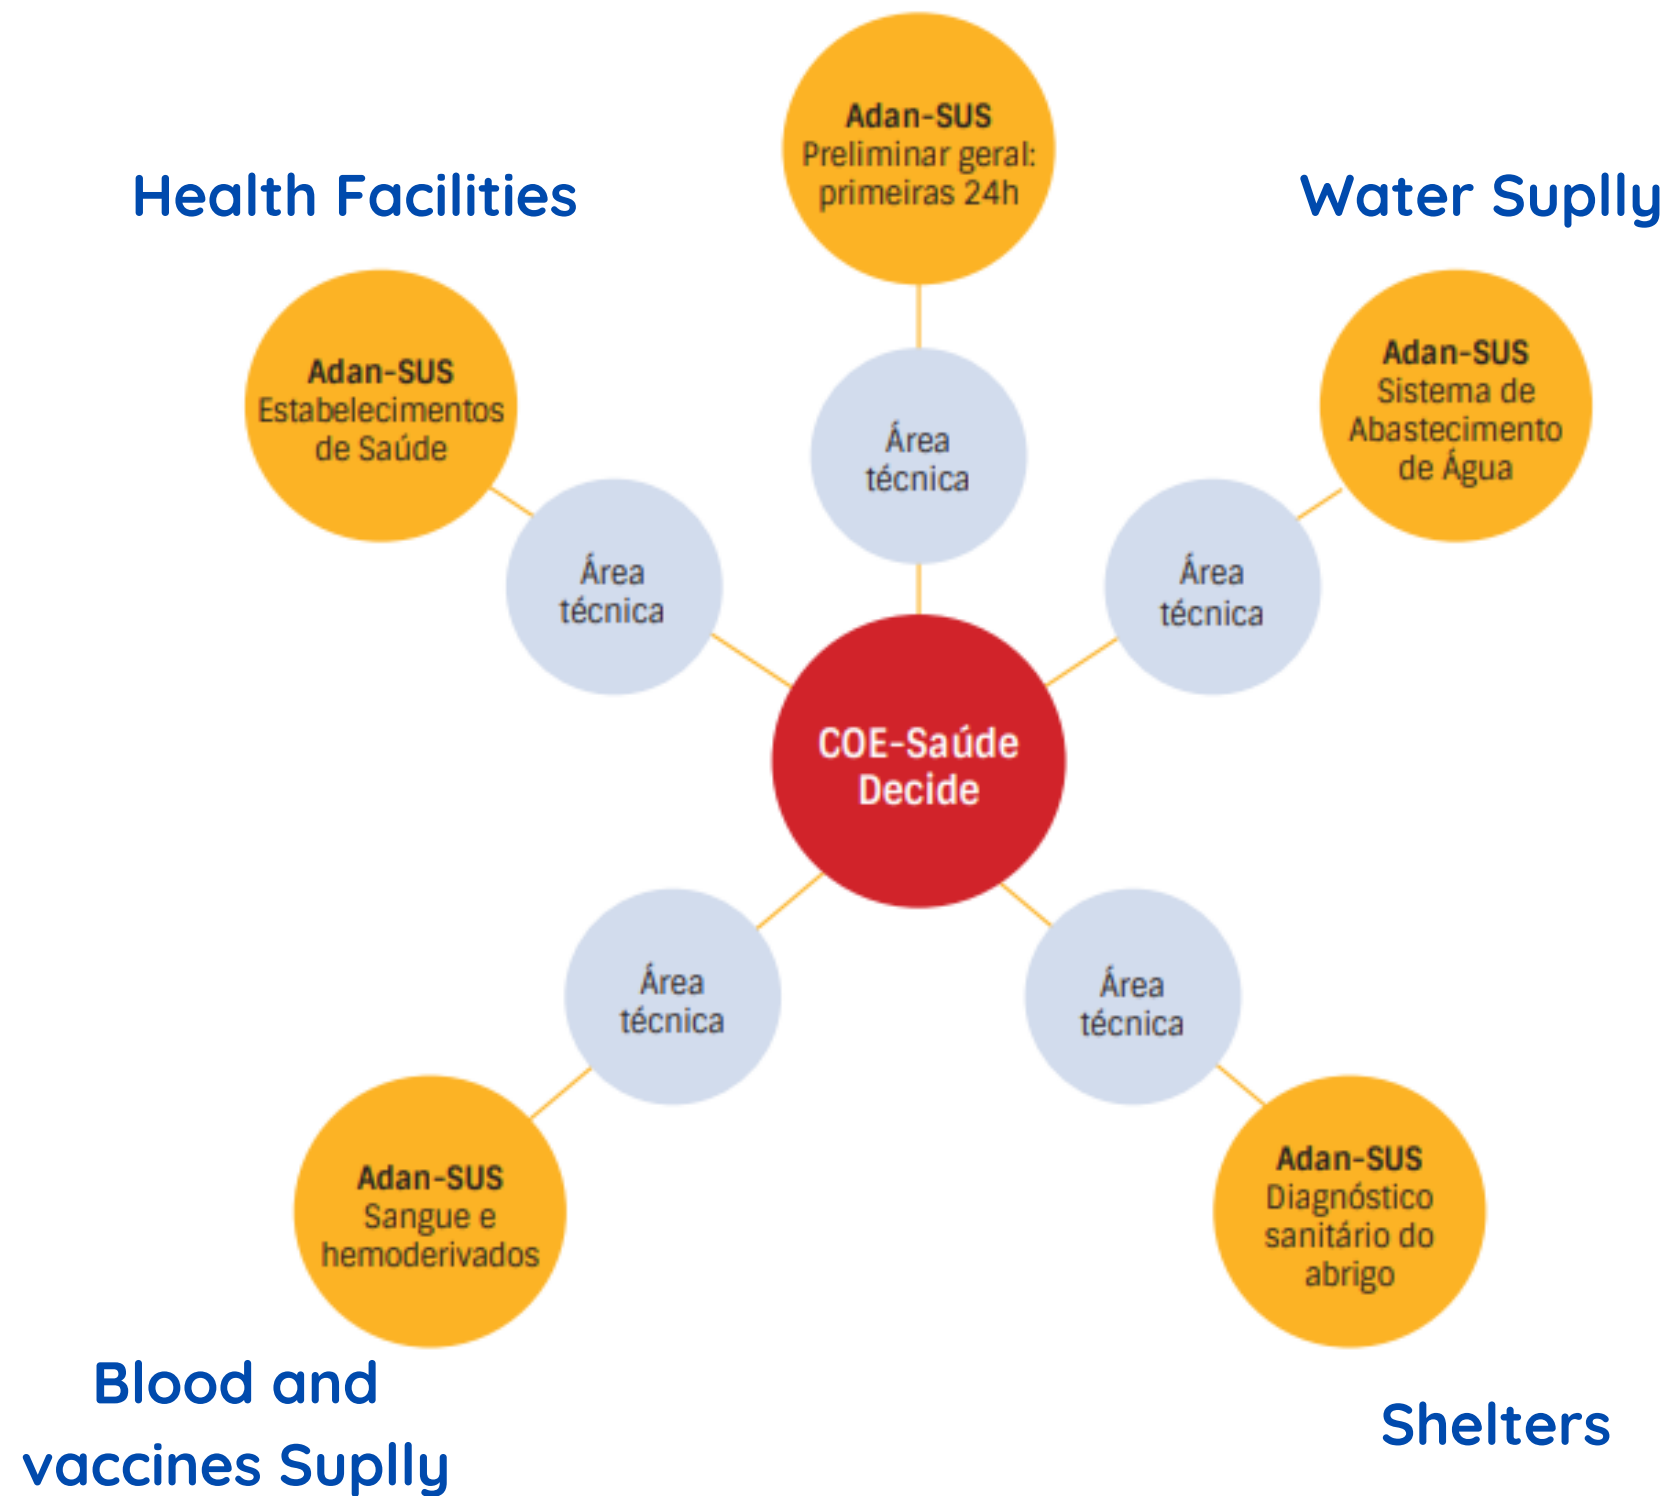 Adan-SUS
Preliminar geral:
primeiras 24h
Health Facilities
Water Suplly
Adan-SUS
Estabelecimentos
de Saúde
Adan-SUS
Sistema de
Abastecimento
de Água
Área
técnica
Área
técnica
Área
técnica
COE-Saúde
Decide
Área
técnica
Área
técnica
Adan-SUS
Sangue e
hemoderivados
Adan-SUS
Diagnóstico
sanitário do
abrigo
Blood and
vaccines Suplly
Shelters